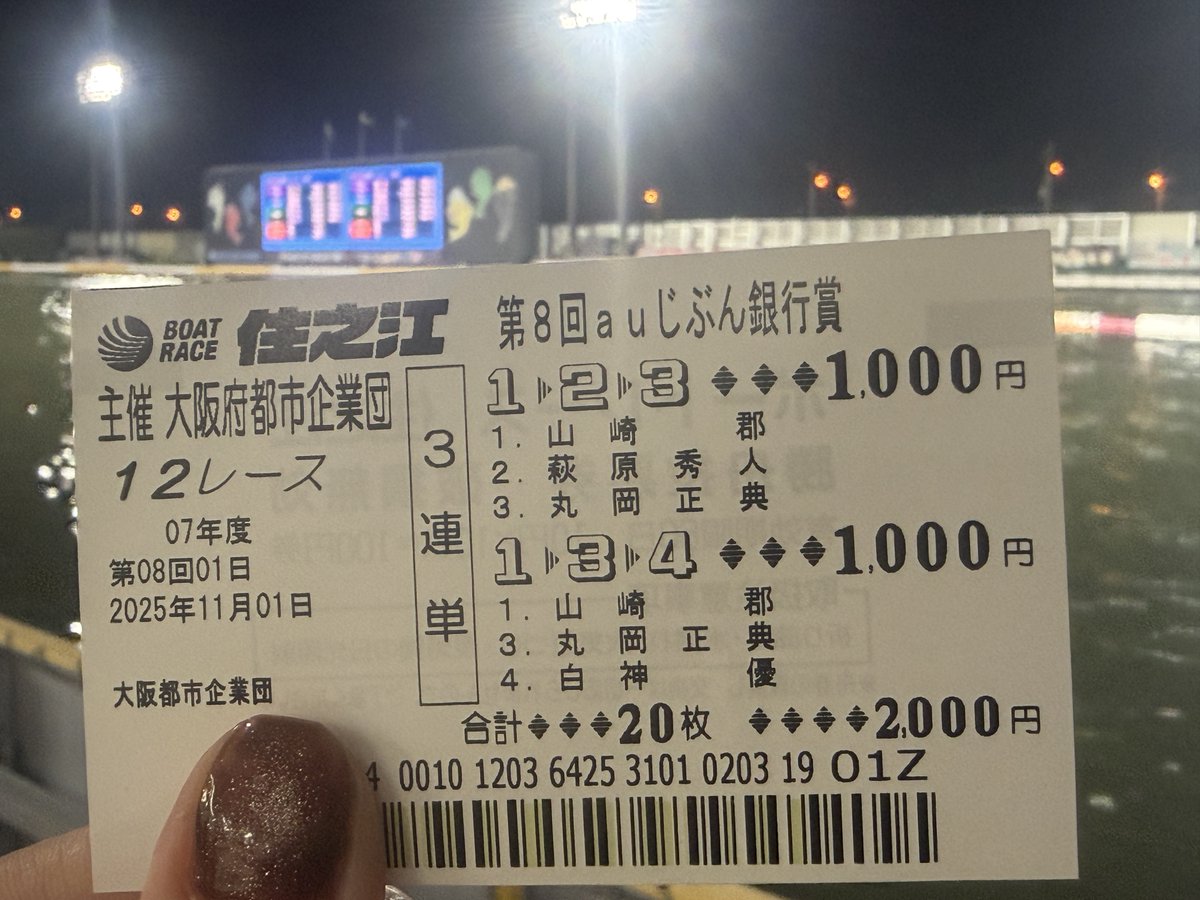 BOAT RACE 住之江 第8回auじぶん銀行賞
主催 大阪府都市企業団
12レース
07年度
第08回01日
2025年11月01日
大阪都市企業団
3連単
1 2 3 1,000円
1. 山崎 郡
2. 萩原秀人
3. 丸岡正典
1 3 4 1,000円
1. 山崎 郡
3. 丸岡正典
4. 白神 優
合計 20枚 2,000円
4 0010 1203 6425 3101 0203 19 01Z